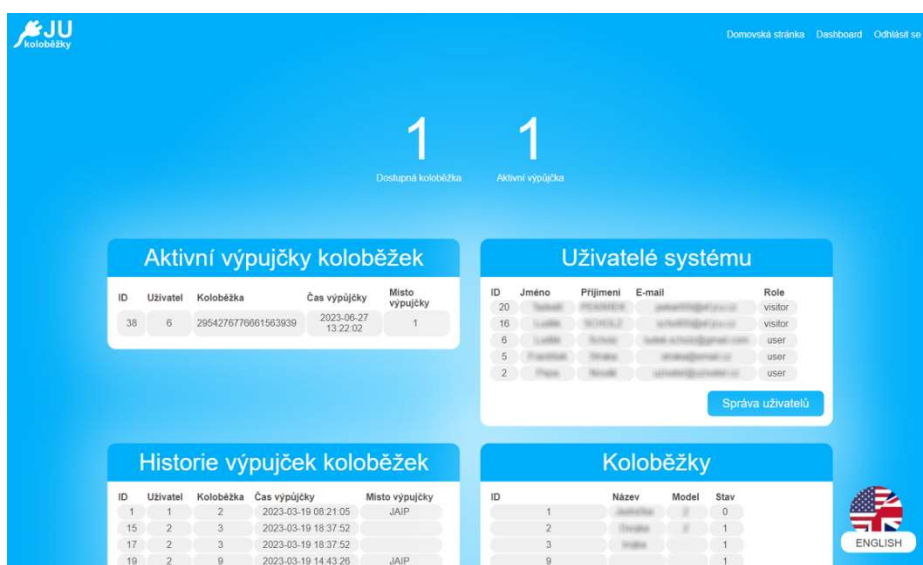 JU
koloběžky
Domovská stránka Dashboard Odhlásit se
1 1
Dostupná koloběžka Aktivní výpůjčka
Aktivní výpujčky koloběžek
ID Uživatel Koloběžka Čas výpůjčky Místo výpujčky
38 6 2954276776661563939 2023-06-27 13:22:02 1
Uživatelé systému
ID Jméno Příjmení E-mail Role
20 visitor
16 visitor
6 user
5 user
2 user
Správa uživatelů
Historie výpujček koloběžek
ID Uživatel Koloběžka Čas výpůjčky Místo výpujčky
1 1 2 2023-03-19 08:21:05 JAIP
15 2 3 2023-03-19 18:37:52
17 2 3 2023-03-19 18:37:52
19 2 9 2023-03-19 14:43:26 JAIP
Koloběžky
ID Název Model Stav
1 0
2 1
3 1
9 1
ENGLISH